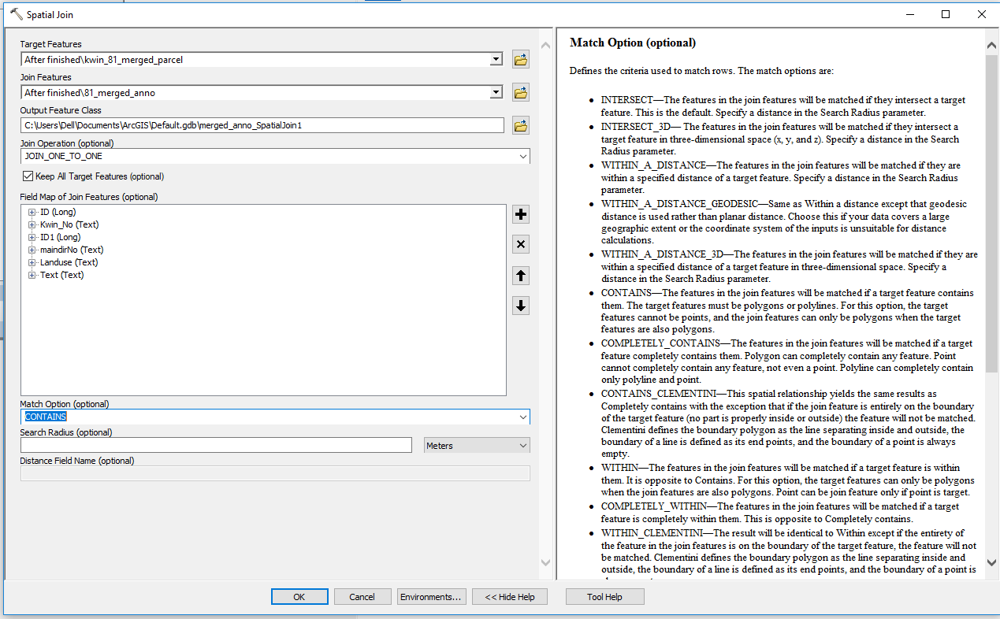 Spatial Join
Target Features
After finished\kwin_81_merged_parcel
Join Features
After finished\81_merged_anno
Output Feature Class
C:\Users\Dell\Documents\ArcGIS\Default.gdb\merged_anno_SpatialJoin1
Join Operation (optional)
JOIN_ONE_TO_ONE
Keep All Target Features (optional)
Field Map of Join Features (optional)
ID (Long)
Kwin_No (Text)
ID1 (Long)
maindirNo (Text)
Landuse (Text)
Text (Text)
Match Option (optional)
CONTAINS
Search Radius (optional)
Meters
Distance Field Name (optional)
Match Option (optional)
Defines the criteria used to match rows. The match options are:
• INTERSECT—The features in the join features will be matched if they intersect a target
feature. This is the default. Specify a distance in the Search Radius parameter.
• INTERSECT_3D— The features in the join features will be matched if they intersect a
target feature in three-dimensional space (x, y, and z). Specify a distance in the Search
Radius parameter.
• WITHIN_A_DISTANCE—The features in the join features will be matched if they are
within a specified distance of a target feature. Specify a distance in the Search Radius
parameter.
• WITHIN_A_DISTANCE_GEODESIC—Same as Within a distance except that geodesic
distance is used rather than planar distance. Choose this if your data covers a large
geographic extent or the coordinate system of the inputs is unsuitable for distance
calculations.
• WITHIN_A_DISTANCE_3D—The features in the join features will be matched if they are
within a specified distance of a target feature in three-dimensional space. Specify a
distance in the Search Radius parameter.
• CONTAINS—The features in the join features will be matched if a target feature contains
them. The target features must be polygons or polylines. For this option, the target
features cannot be points, and the join features can only be polygons when the target
features are also polygons.
• COMPLETELY_CONTAINS—The features in the join features will be matched if a target
feature completely contains them. Polygon can completely contain any feature. Point
cannot completely contain any feature, not even a point. Polyline can completely contain
only polyline and point.
• CONTAINS_CLEMENTINI—This spatial relationship yields the same results as
Completely contains with the exception that if the join feature is entirely on the boundary
of the target feature (no part is properly inside or outside) the feature will not be matched.
Clementini defines the boundary polygon as the line separating inside and outside, the
boundary of a line is defined as its end points, and the boundary of a point is always
empty.
• WITHIN—The features in the join features will be matched if a target feature is within
them. It is opposite to Contains. For this option, the target features can only be polygons
when the join features are also polygons. Point can be join feature only if point is target.
• COMPLETELY_WITHIN—The features in the join features will be matched if a target
feature is completely within them. This is opposite to Completely contains.
• WITHIN_CLEMENTINI—The result will be identical to Within except if the entirety of
the feature in the join features is on the boundary of the target feature, the feature will not
be matched. Clementini defines the boundary polygon as the line separating inside and
outside, the boundary of a line is defined as its end points, and the boundary of a point is
OK
Cancel
Environments...
<< Hide Help
Tool Help